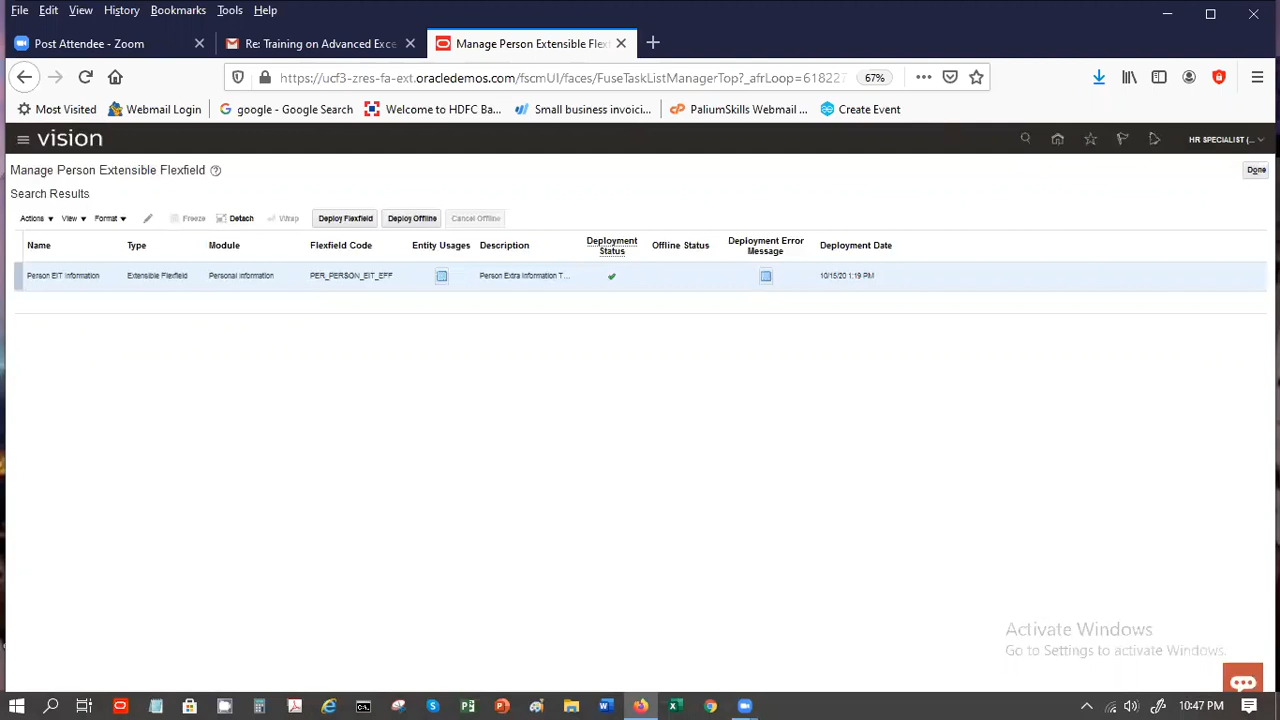 File Edit View History Bookmarks Tools Help
Post Attendee - Zoom
Re: Training on Advanced Exce
Manage Person Extensible Flexf
https://ucf3-zres-fa-ext.oracledemos.com/fscmUI/faces/FuseTaskListManagerTop?_afrLoop=618227
67%
Most Visited Webmail Login google - Google Search Welcome to HDFC Ba... Small business invoici... PaliumSkills Webmail ... Create Event
vision
HR SPECIALIST (...
Manage Person Extensible Flexfield
Done
Search Results
Actions View Format Freeze Detach Wrap Deploy Flexfield Deploy Offline Cancel Offline
Name Type Module Flexfield Code Entity Usages Description Deployment Status Offline Status Deployment Error Message Deployment Date
Person EIT Information Extensible Flexfield Personal Information PER_PERSON_EIT_EFF Person Extra Information T... 10/15/20 1:19 PM
Activate Windows
Go to Settings to activate Windows.
10:47 PM